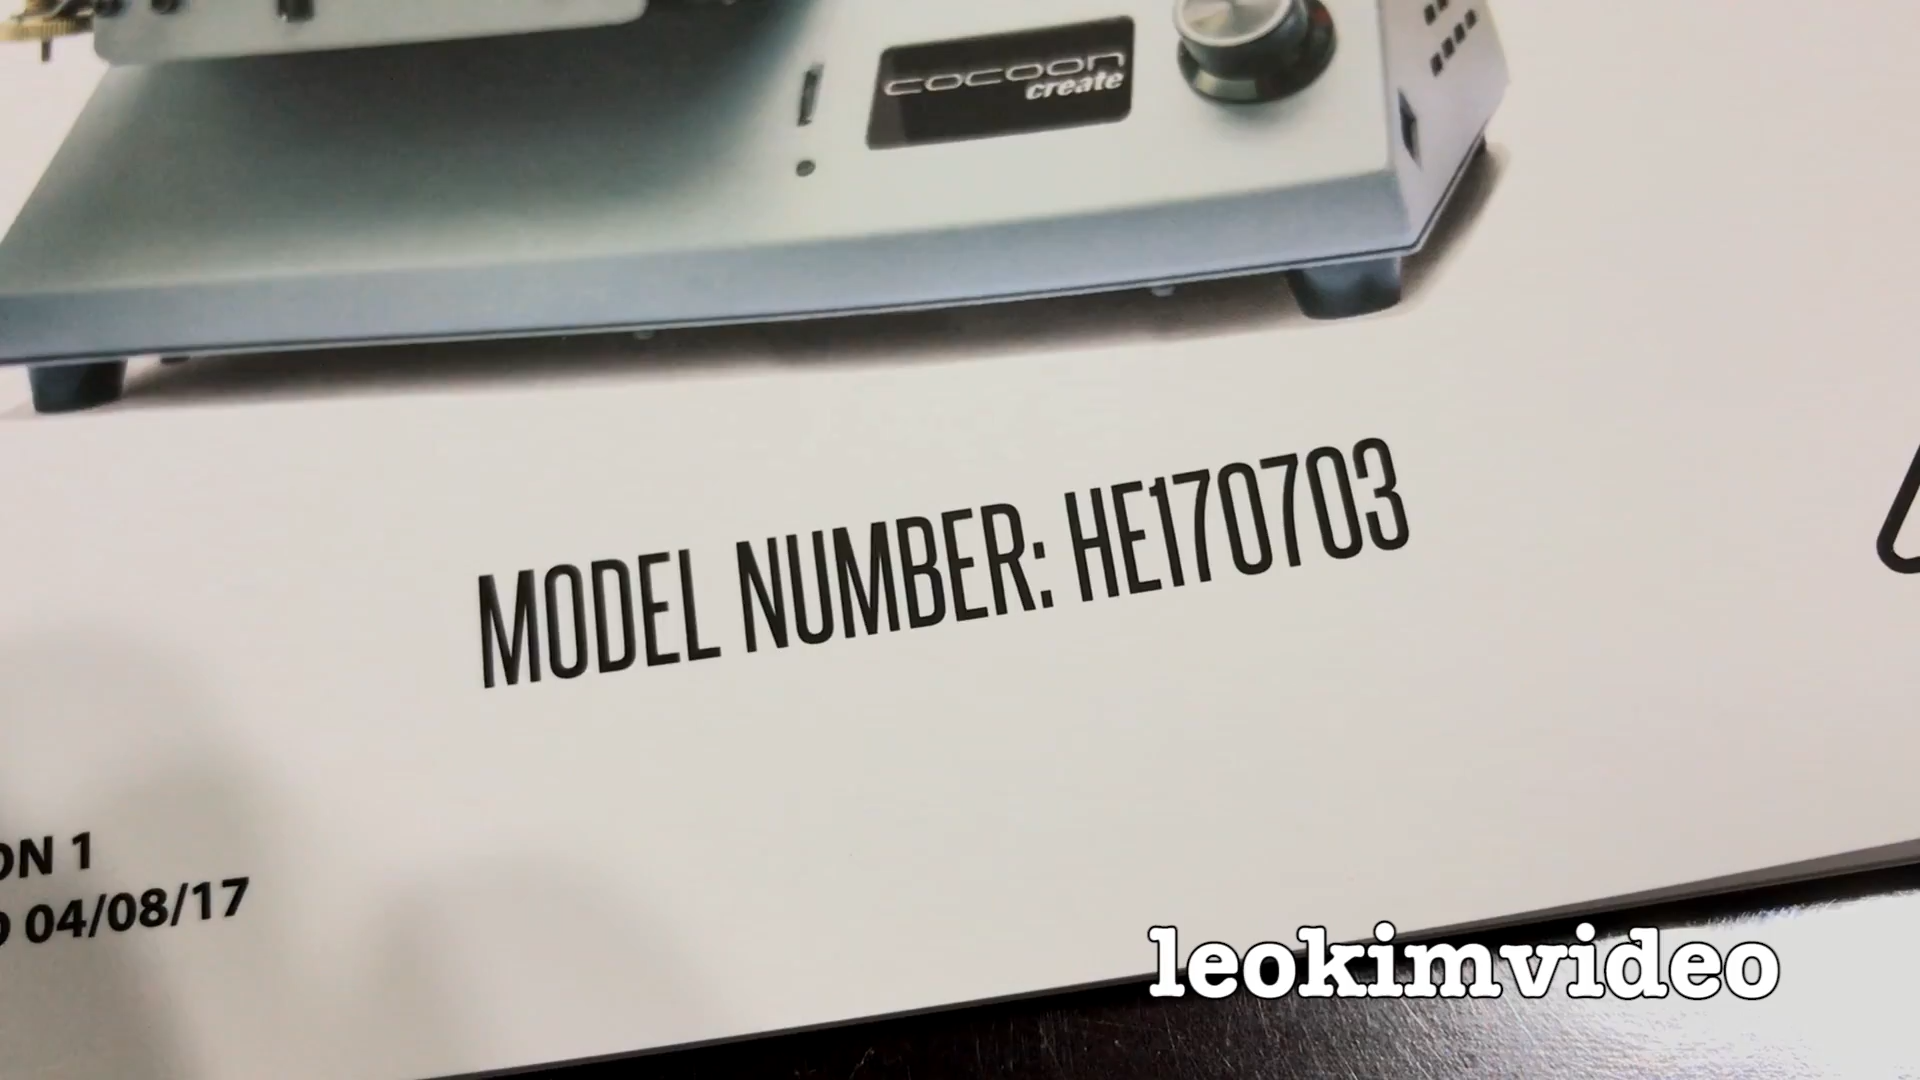 cocoon
create
MODEL NUMBER: HE170703
ON 1
04/08/17
leokimvideo